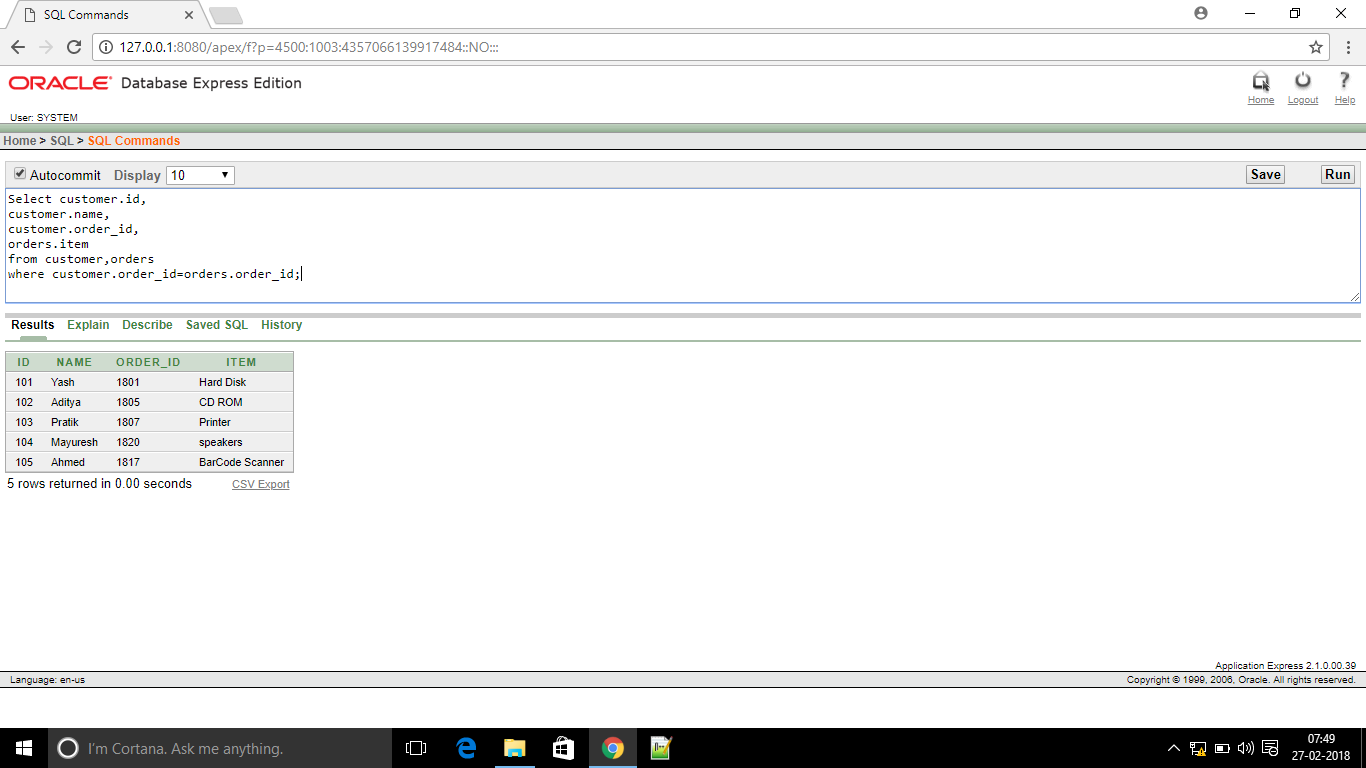 SQL Commands
127.0.0.1:8080/apex/f?p=4500:1003:4357066139917484::NO:::
ORACLE Database Express Edition
Home Logout Help
User: SYSTEM
Home > SQL > SQL Commands
Autocommit Display 10 Save Run
Select customer.id,
customer.name,
customer.order_id,
orders.item
from customer,orders
where customer.order_id=orders.order_id;
Results Explain Describe Saved SQL History
ID NAME ORDER_ID ITEM
101 Yash 1801 Hard Disk
102 Aditya 1805 CD ROM
103 Pratik 1807 Printer
104 Mayuresh 1820 speakers
105 Ahmed 1817 BarCode Scanner
5 rows returned in 0.00 seconds CSV Export
Application Express 2.1.0.00.39
Language: en-us Copyright © 1999, 2006, Oracle. All rights reserved.
I'm Cortana. Ask me anything.
07:49
27-02-2018